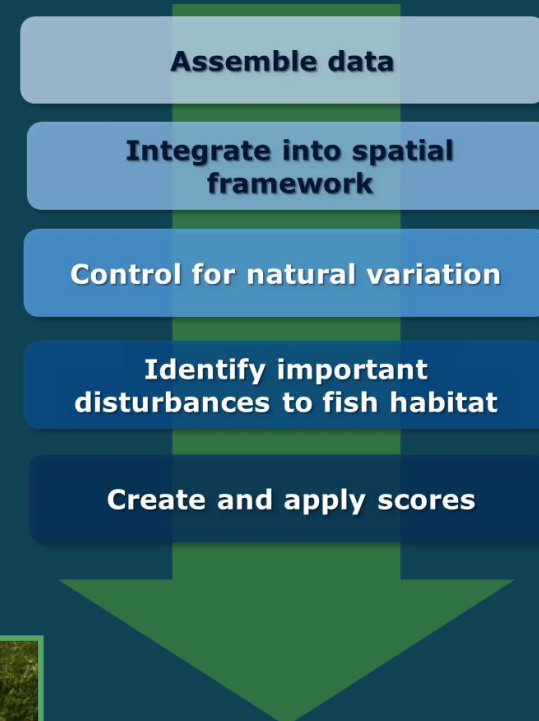 Assemble data
Integrate into spatial
framework
Control for natural variation
Identify important
disturbances to fish habitat
Create and apply scores